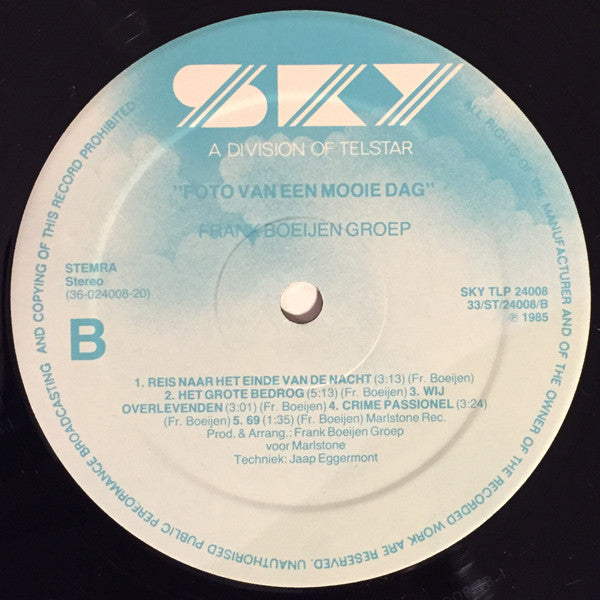 SKY
A DIVISION OF TELSTAR
"FOTO VAN EEN MOOIE DAG"
FRANK BOEIJEN GROEP
STEMRA
Stereo
(36-024008-20)
B
SKY TLP 24008
33/ST/24008/B
℗ 1985
1. REIS NAAR HET EINDE VAN DE NACHT (3:13) (Fr. Boeijen)
2. HET GROTE BEDROG (5:13) (Fr. Boeijen) 3. WIJ
OVERLEVENDEN (3:01) (Fr. Boeijen) 4. CRIME PASSIONEL (3:24)
(Fr. Boeijen) 5. 69 (1:35) (Fr. Boeijen) Marlstone Rec.
Prod. & Arrang.: Frank Boeijen Groep
voor Marlstone
Techniek: Jaap Eggermont
ALL RIGHTS OF THE MANUFACTURER AND OF THE OWNER OF THE RECORDED WORK ARE RESERVED. UNAUTHORISED PUBLIC PERFORMANCE BROADCASTING AND COPYING OF THIS RECORD PROHIBITED